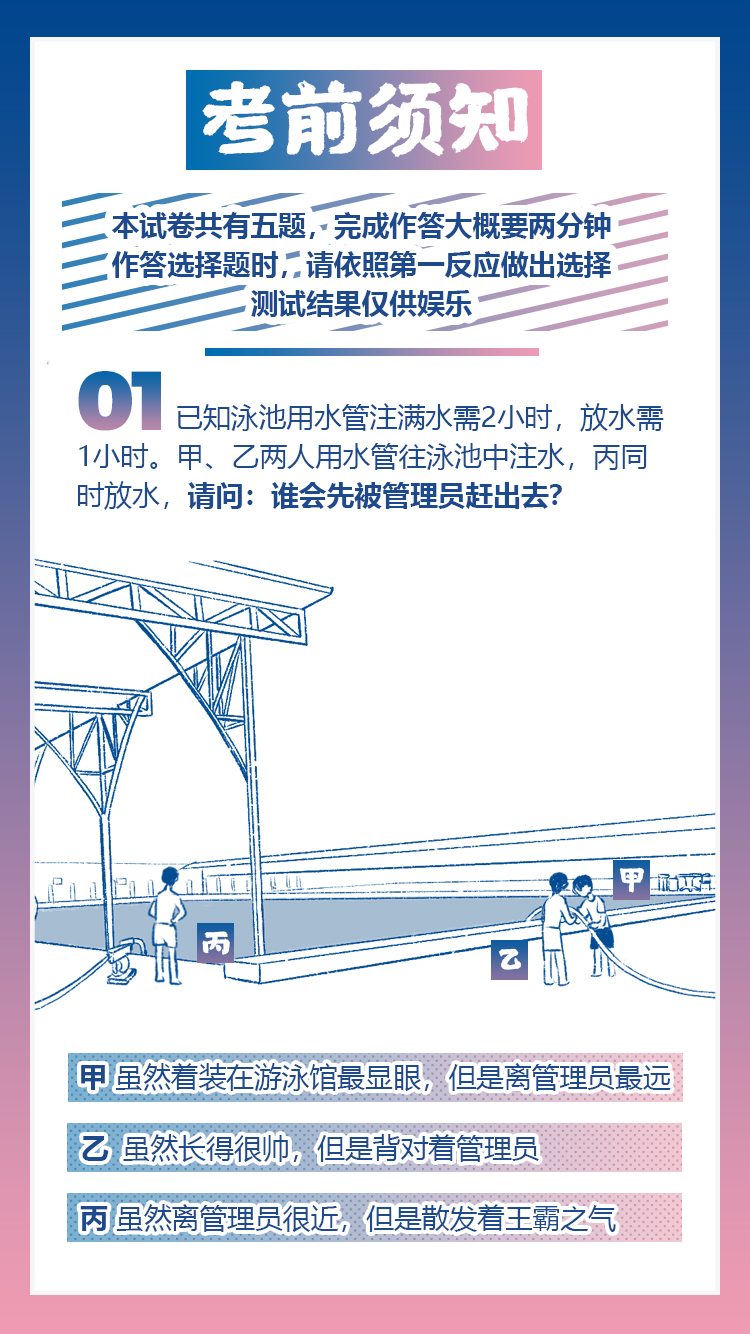 考前须知
本试卷共有五题，完成作答大概要两分钟
作答选择题时，请依照第一反应做出选择
测试结果仅供娱乐
01 已知泳池用水管注满水需2小时，放水需
1小时。甲、乙两人用水管往泳池中注水，丙同
时放水，请问：谁会先被管理员赶出去？
甲
丙
乙
甲 虽然着装在游泳馆最显眼，但是离管理员最远
乙 虽然长得很帅，但是背对着管理员
丙 虽然离管理员很近，但是散发着王霸之气